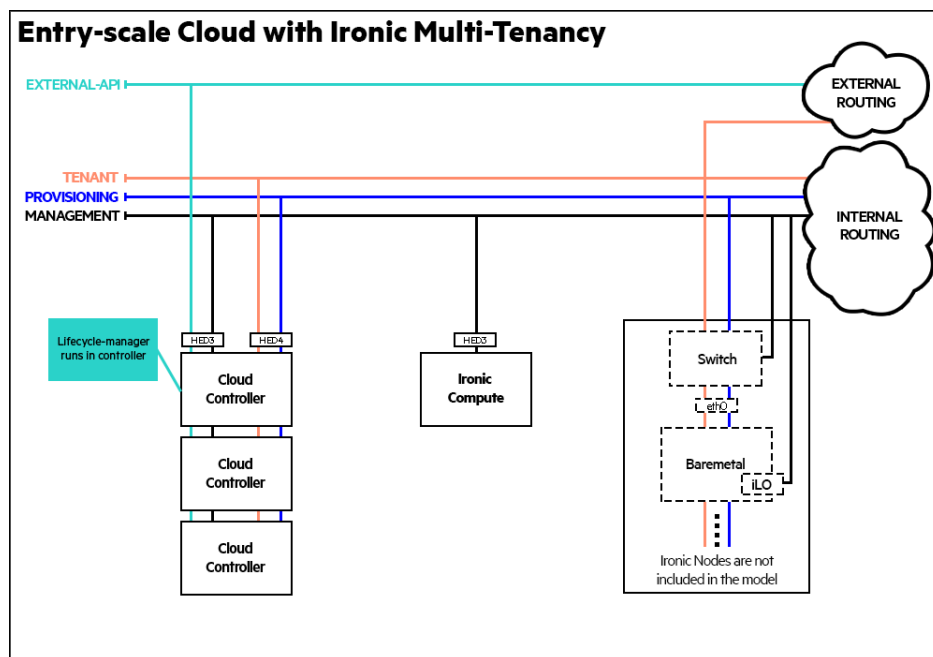 Entry-scale Cloud with Ironic Multi-Tenancy
EXTERNAL-API
EXTERNAL
ROUTING
TENANT
PROVISIONING
MANAGEMENT
INTERNAL
ROUTING
Lifecycle-manager
runs in controller
HED3
HED4
HED3
Cloud
Controller
Ironic
Compute
Switch
eth0
Cloud
Controller
Baremetal
iLO
Cloud
Controller
Ironic Nodes are not
included in the model